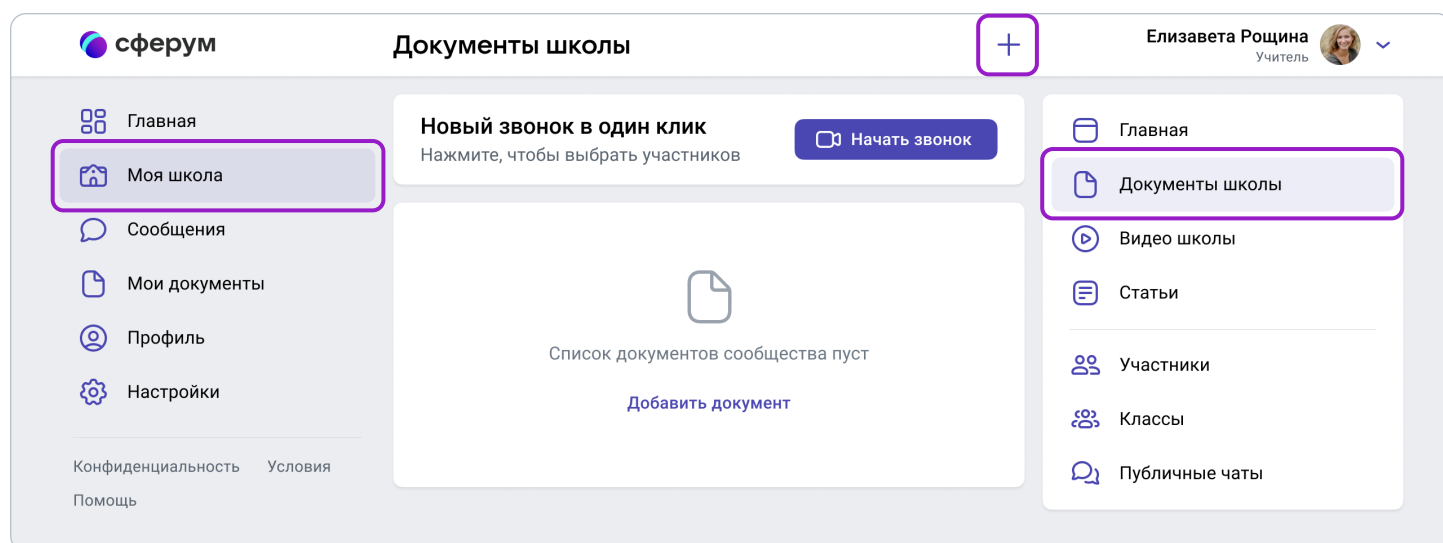 сферум
Документы школы
Елизавета Рощина
Учитель
Главная
Моя школа
Сообщения
Мои документы
Профиль
Настройки
Конфиденциальность Условия
Помощь
Новый звонок в один клик
Нажмите, чтобы выбрать участников
Начать звонок
Список документов сообщества пуст
Добавить документ
Главная
Документы школы
Видео школы
Статьи
Участники
Классы
Публичные чаты